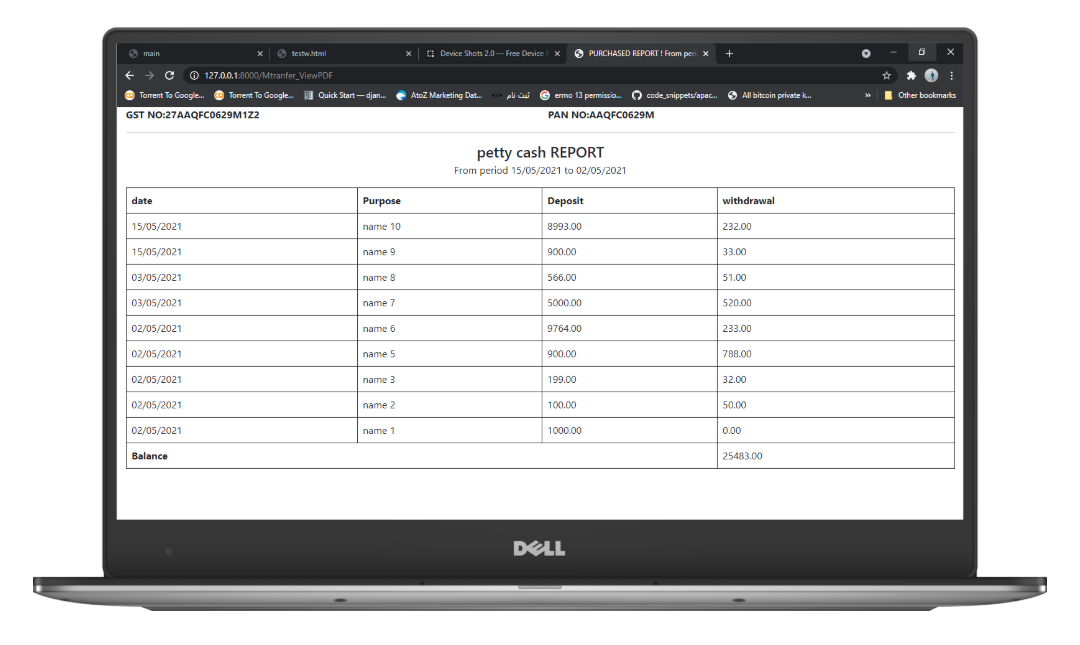 main
testw.html
Device Shots 2.0 — Free Device
PURCHASED REPORT ! From peri
127.0.0.1:8000/Mtranfer_ViewPDF
Torrent To Google... Torrent To Google... Quick Start — djan... AtoZ Marketing Dat... ثبت نام ermo 13 permissio... code_snippets/apac... All bitcoin private k... » Other bookmarks
GST NO:27AAQFC0629M1Z2 PAN NO:AAQFC0629M
petty cash REPORT
From period 15/05/2021 to 02/05/2021
date Purpose Deposit withdrawal
15/05/2021 name 10 8993.00 232.00
15/05/2021 name 9 900.00 33.00
03/05/2021 name 8 566.00 51.00
03/05/2021 name 7 5000.00 520.00
02/05/2021 name 6 9764.00 233.00
02/05/2021 name 5 900.00 788.00
02/05/2021 name 3 199.00 32.00
02/05/2021 name 2 100.00 50.00
02/05/2021 name 1 1000.00 0.00
Balance 25483.00
DELL